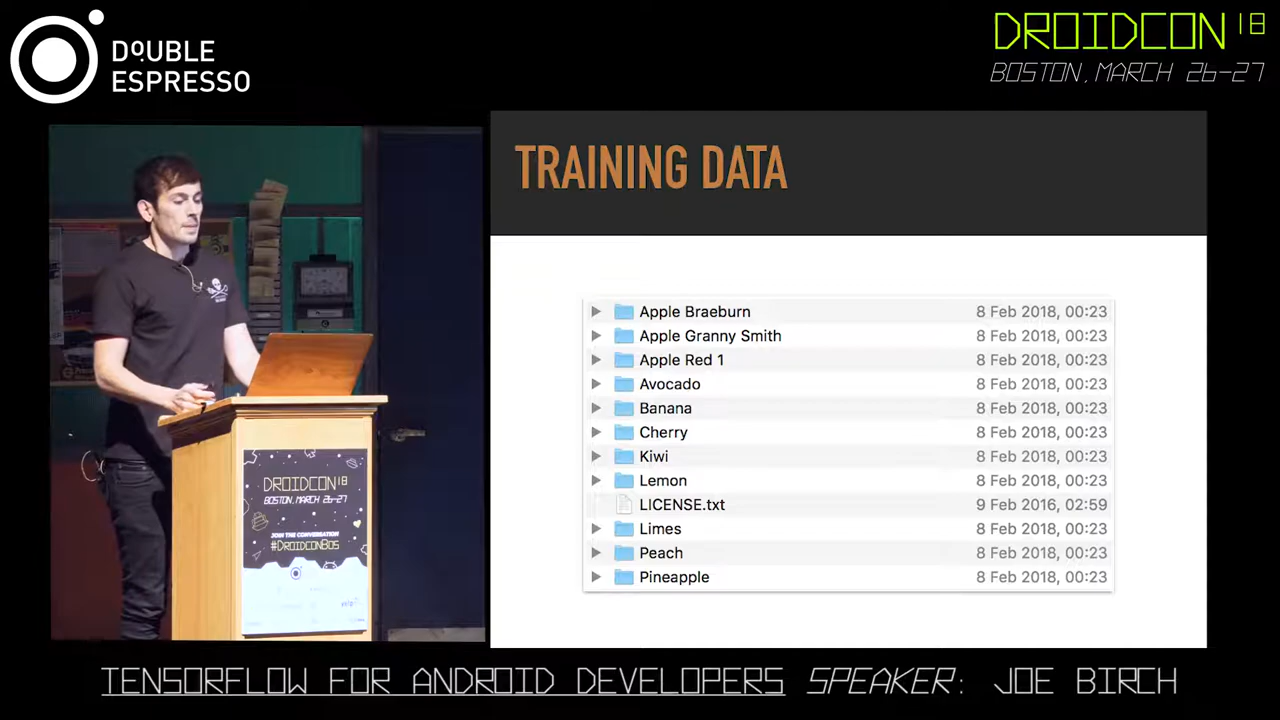 DOUBLE
ESPRESSO
DROIDCON 18
BOSTON, MARCH 26-27
TRAINING DATA
Apple Braeburn 8 Feb 2018, 00:23
Apple Granny Smith 8 Feb 2018, 00:23
Apple Red 1 8 Feb 2018, 00:23
Avocado 8 Feb 2018, 00:23
Banana 8 Feb 2018, 00:23
Cherry 8 Feb 2018, 00:23
Kiwi 8 Feb 2018, 00:23
Lemon 8 Feb 2018, 00:23
LICENSE.txt 9 Feb 2016, 02:59
Limes 8 Feb 2018, 00:23
Peach 8 Feb 2018, 00:23
Pineapple 8 Feb 2018, 00:23
DROIDCON 18
BOSTON, MARCH 26-27
JOIN THE CONVERSATION
#DROIDCONBOS
TENSORFLOW FOR ANDROID DEVELOPERS SPEAKER: JOE BIRCH